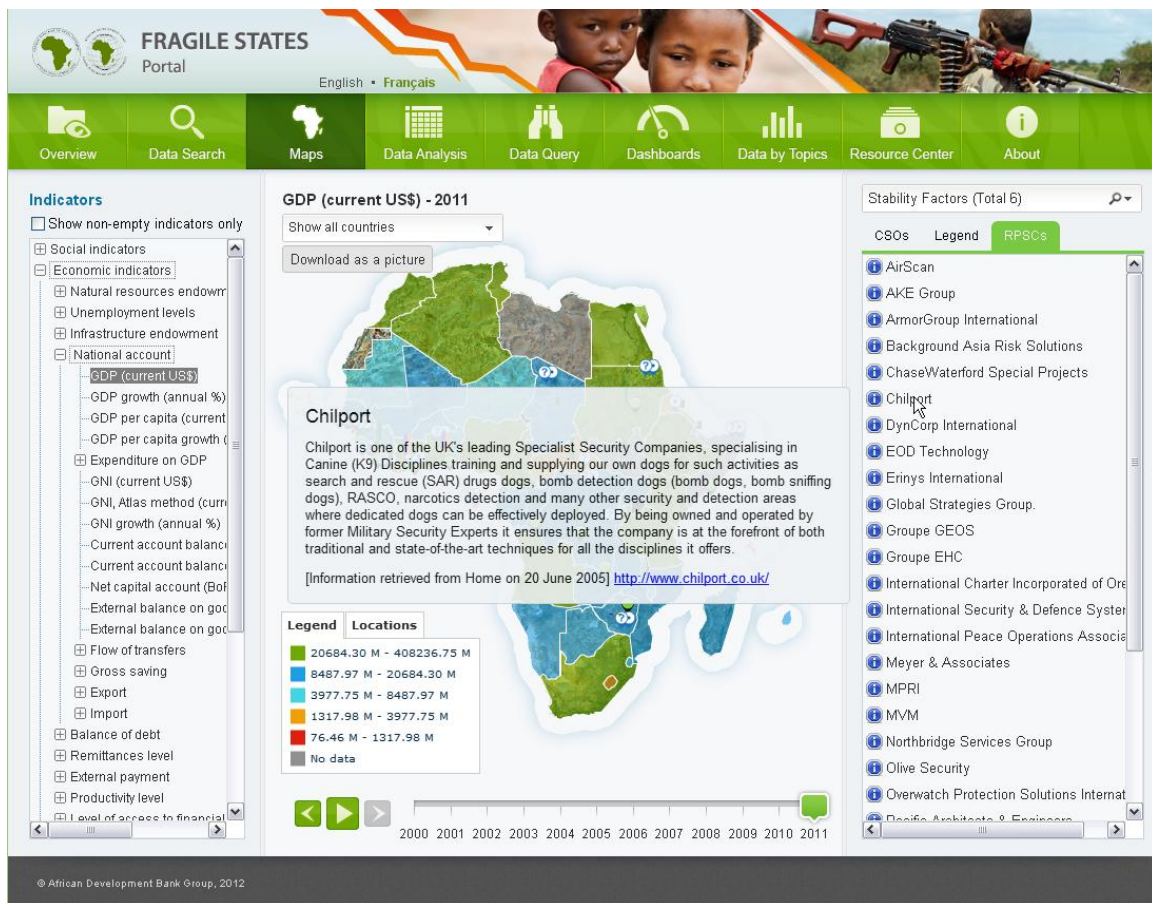 FRAGILE STATES
Portal
English • Français
Overview
Data Search
Maps
Data Analysis
Data Query
Dashboards
Data by Topics
Resource Center
About
Indicators
Show non-empty indicators only
Social indicators
Economic indicators
Natural resources endowm
Unemployment levels
Infrastructure endowment
National account
GDP (current US$)
GDP growth (annual %)
GDP per capita (current
GDP per capita growth (
Expenditure on GDP
GNI (current US$)
GNI, Atlas method (curre
GNI growth (annual %)
Current account balanc
Current account balanc
Net capital account (BoP
External balance on goo
External balance on goo
Flow of transfers
Gross saving
Export
Import
Balance of debt
Remittances level
External payment
Productivity level
Level of access to financial
GDP (current US$) - 2011
Show all countries
Download as a picture
Chilport
Chilport is one of the UK's leading Specialist Security Companies, specialising in
Canine (K9) Disciplines training and supplying our own dogs for such activities as
search and rescue (SAR) drugs dogs, bomb detection dogs (bomb dogs, bomb sniffing
dogs), RASCO, narcotics detection and many other security and detection areas
where dedicated dogs can be effectively deployed. By being owned and operated by
former Military Security Experts it ensures that the company is at the forefront of both
traditional and state-of-the-art techniques for all the disciplines it offers.
[Information retrieved from Home on 20 June 2005] http://www.chilport.co.uk/
Legend Locations
20684.30 M - 408236.75 M
8487.97 M - 20684.30 M
3977.75 M - 8487.97 M
1317.98 M - 3977.75 M
76.46 M - 1317.98 M
No data
2000 2001 2002 2003 2004 2005 2006 2007 2008 2009 2010 2011
Stability Factors (Total 6)
CSOs Legend RPSCs
AirScan
AKE Group
ArmorGroup International
Background Asia Risk Solutions
ChaseWaterford Special Projects
Chilport
DynCorp International
EOD Technology
Erinys International
Global Strategies Group.
Groupe GEOS
Groupe EHC
International Charter Incorporated of Ore
International Security & Defence System
International Peace Operations Associa
Meyer & Associates
MPRI
MVM
Northbridge Services Group
Olive Security
Overwatch Protection Solutions Internat
Pacific Architects & Engineers
© African Development Bank Group, 2012